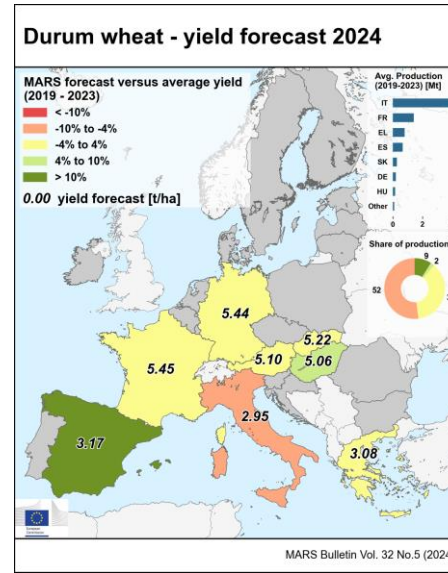 Durum wheat - yield forecast 2024
MARS forecast versus average yield
(2019 - 2023)
< -10%
-10% to -4%
-4% to 4%
4% to 10%
> 10%
0.00 yield forecast [t/ha]
Avg. Production
(2019-2023) [Mt]
IT
FR
EL
ES
SK
DE
HU
Other
0 2
Share of production
9
2
52
5.44
5.22
5.10
5.06
5.45
2.95
3.17
3.08
MARS Bulletin Vol. 32 No.5 (2024